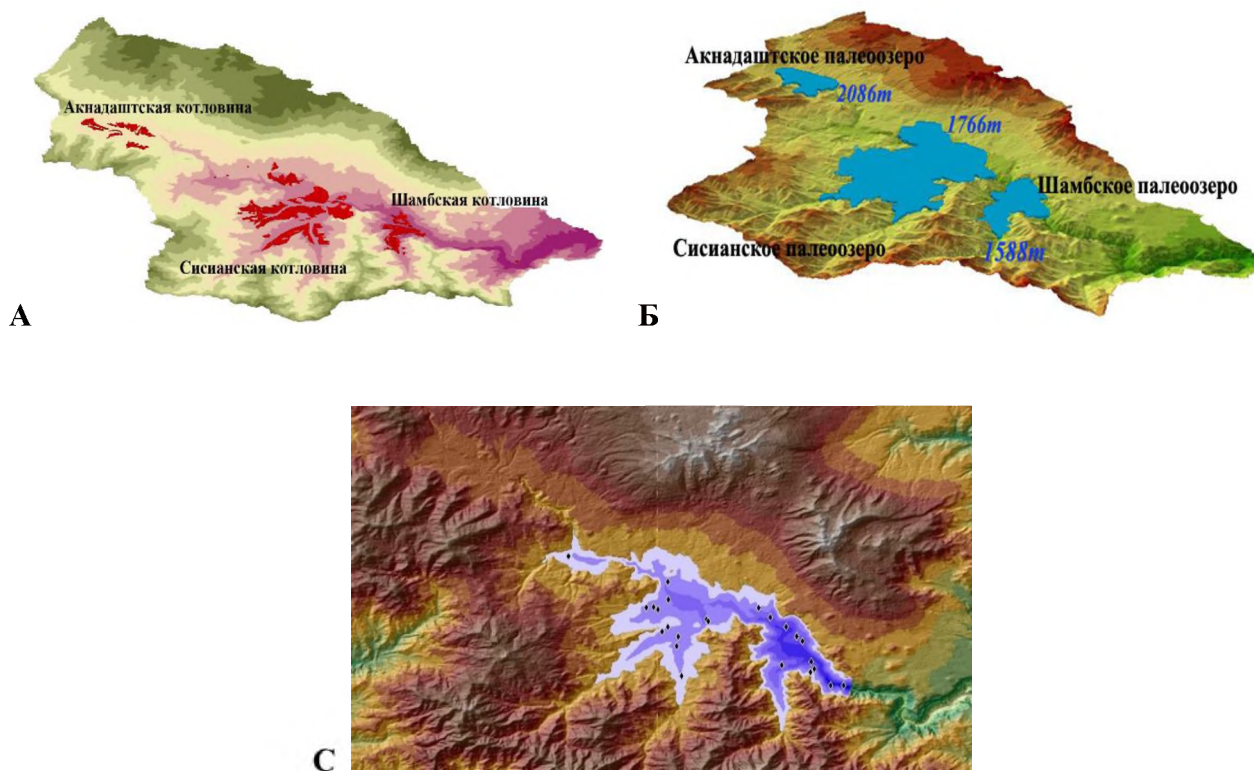 Акнадаштская котловина
Шамбская котловина
Сисианская котловина
А
Акнадаштское палеоозеро
2086m
1766m
Шамбское палеоозеро
Сисианское палеоозеро
1588m
Б
С